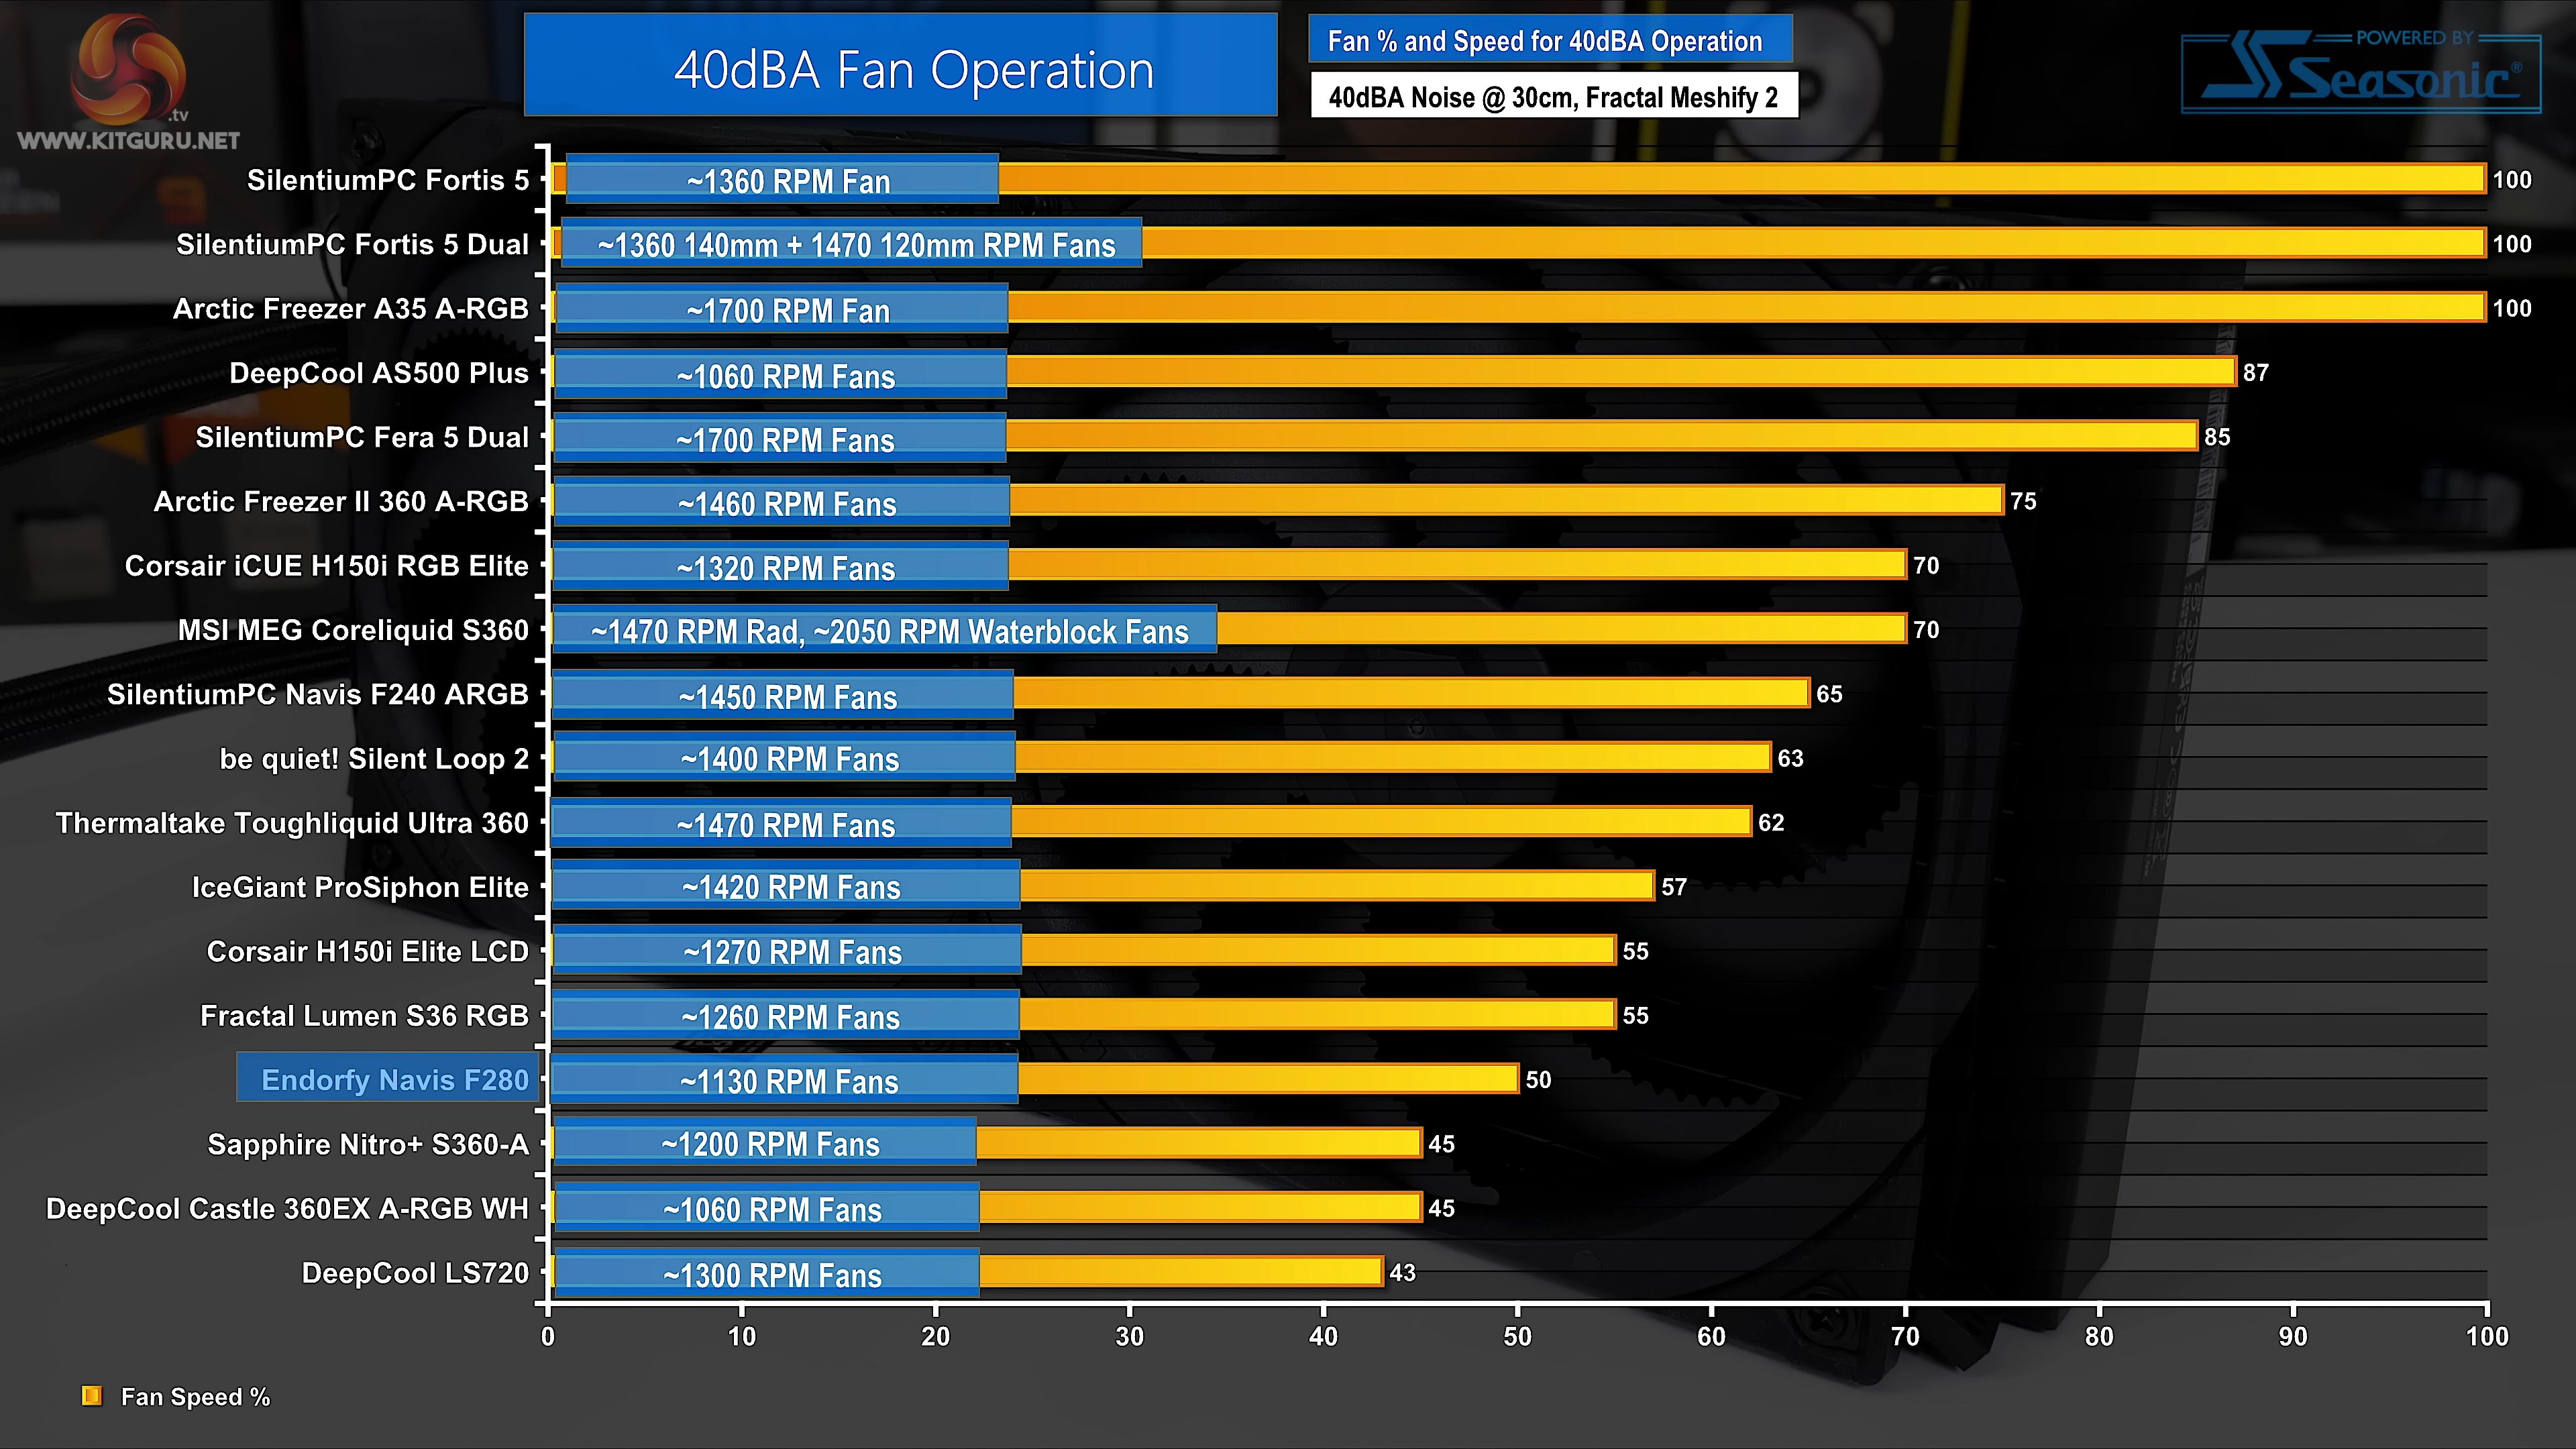 .tv
WWW.KITGURU.NET
40dBA Fan Operation
Fan % and Speed for 40dBA Operation
40dBA Noise @ 30cm, Fractal Meshify 2
POWERED BY
Seasonic®
SilentiumPC Fortis 5 ~1360 RPM Fan 100
SilentiumPC Fortis 5 Dual ~1360 140mm + 1470 120mm RPM Fans 100
Arctic Freezer A35 A-RGB ~1700 RPM Fan 100
DeepCool AS500 Plus ~1060 RPM Fans 87
SilentiumPC Fera 5 Dual ~1700 RPM Fans 85
Arctic Freezer II 360 A-RGB ~1460 RPM Fans 75
Corsair iCUE H150i RGB Elite ~1320 RPM Fans 70
MSI MEG Coreliquid S360 ~1470 RPM Rad, ~2050 RPM Waterblock Fans 70
SilentiumPC Navis F240 ARGB ~1450 RPM Fans 65
be quiet! Silent Loop 2 ~1400 RPM Fans 63
Thermaltake Toughliquid Ultra 360 ~1470 RPM Fans 62
IceGiant ProSiphon Elite ~1420 RPM Fans 57
Corsair H150i Elite LCD ~1270 RPM Fans 55
Fractal Lumen S36 RGB ~1260 RPM Fans 55
Endorfy Navis F280 ~1130 RPM Fans 50
Sapphire Nitro+ S360-A ~1200 RPM Fans 45
DeepCool Castle 360EX A-RGB WH ~1060 RPM Fans 45
DeepCool LS720 ~1300 RPM Fans 43
0 10 20 30 40 50 60 70 80 90 100
Fan Speed %